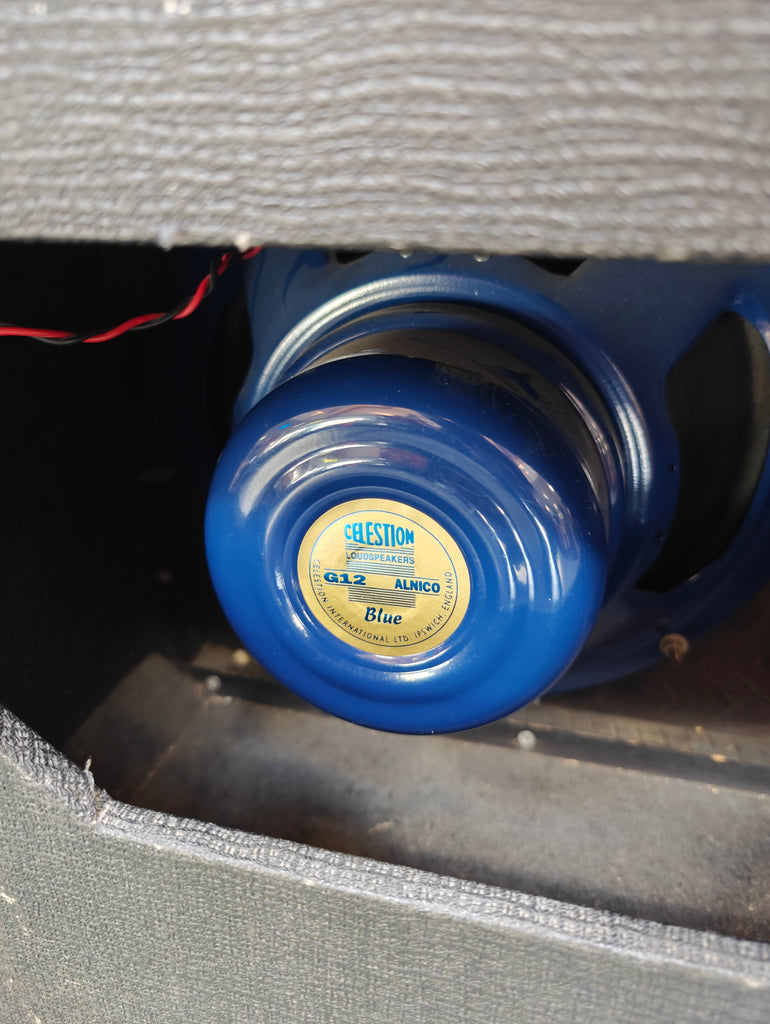 CELESTION
LOUDSPEAKERS
G12 ALNICO
Blue
CELESTION INTERNATIONAL LTD. IPSWICH, ENGLAND.